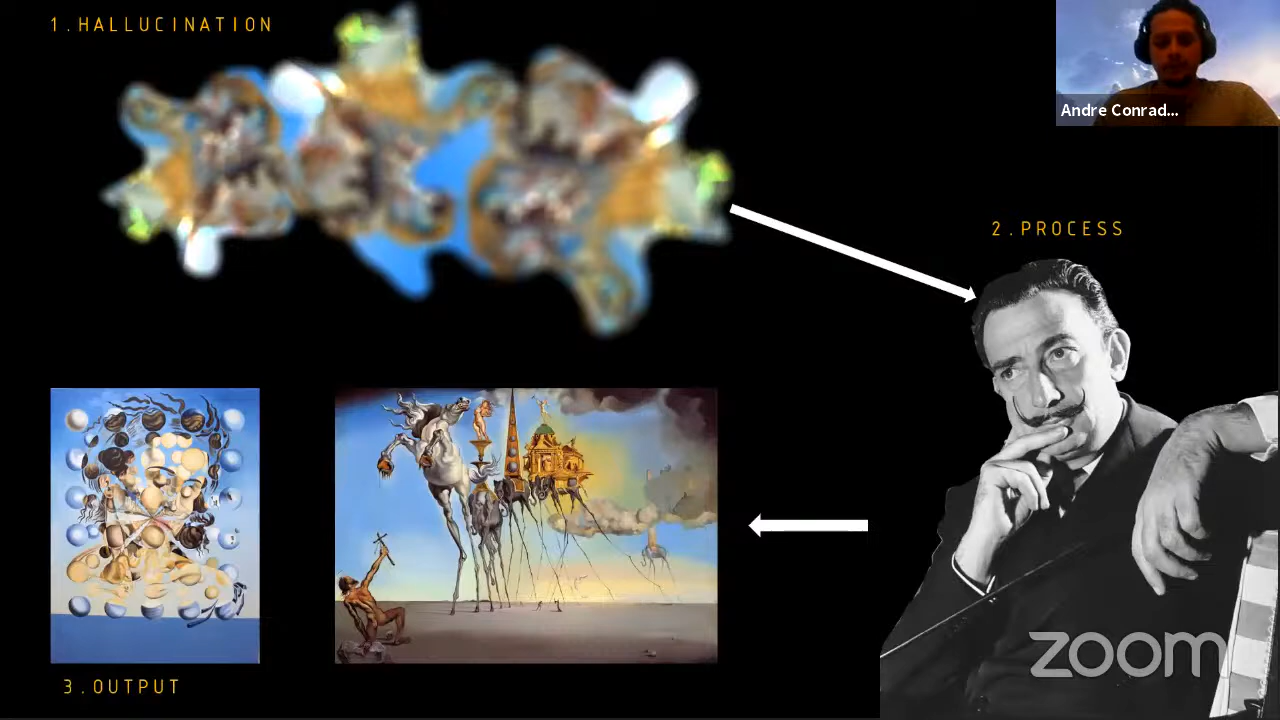 1.HALLUCINATION
Andre Conrad...
2.PROCESS
3.OUTPUT
zoom